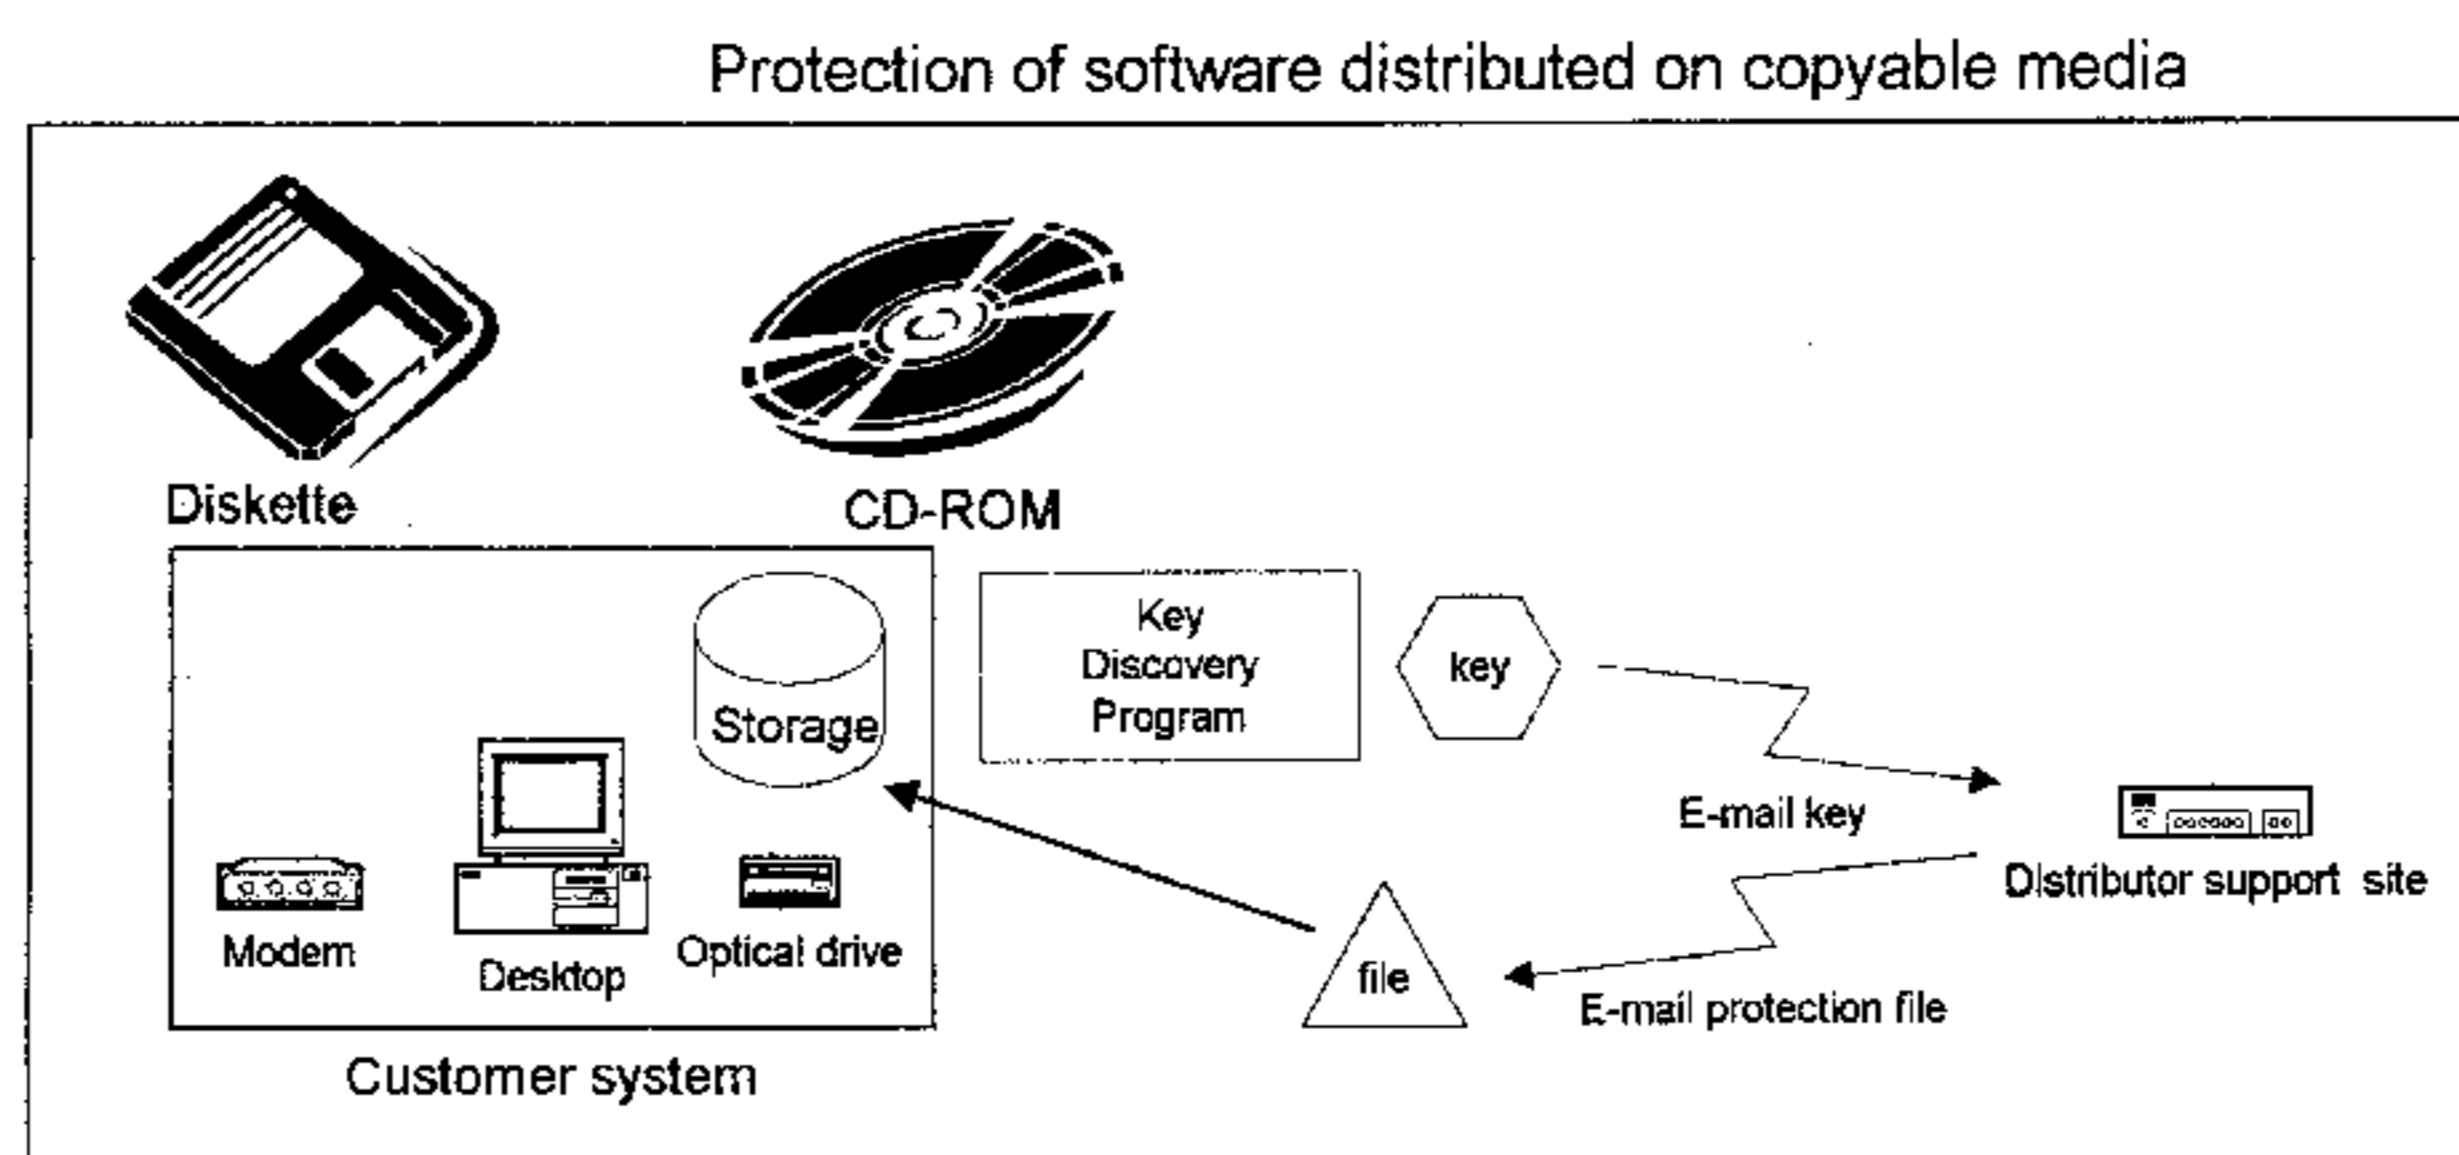 Protection of software distributed on copyable media
Diskette
CD-ROM
Storage
Key
Discovery
Program
key
E-mail key
Distributor support site
Modem
Desktop
Optical drive
file
E-mail protection file
Customer system